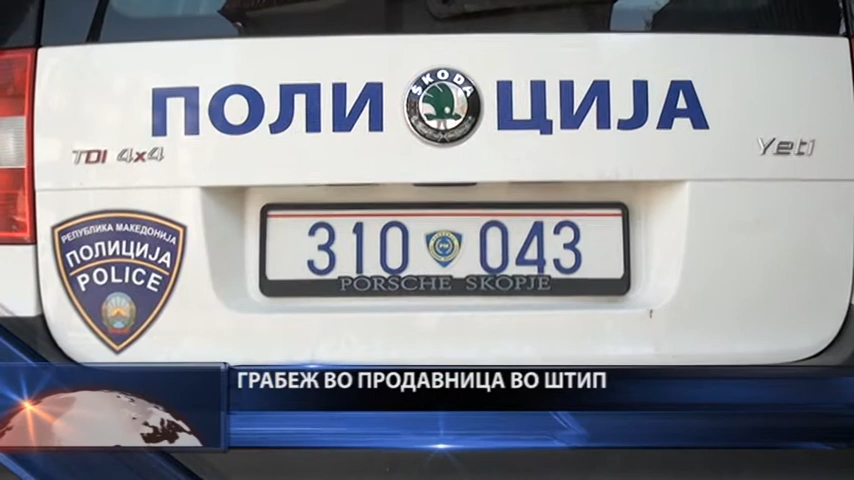 ПОЛИЦИЈА
ŠKODA
TDI 4x4
Yeti
РЕПУБЛИКА МАКЕДОНИЈА
ПОЛИЦИЈА
POLICE
310 043
PORSCHE SKOPJE
ГРАБЕЖ ВО ПРОДАВНИЦА ВО ШТИП